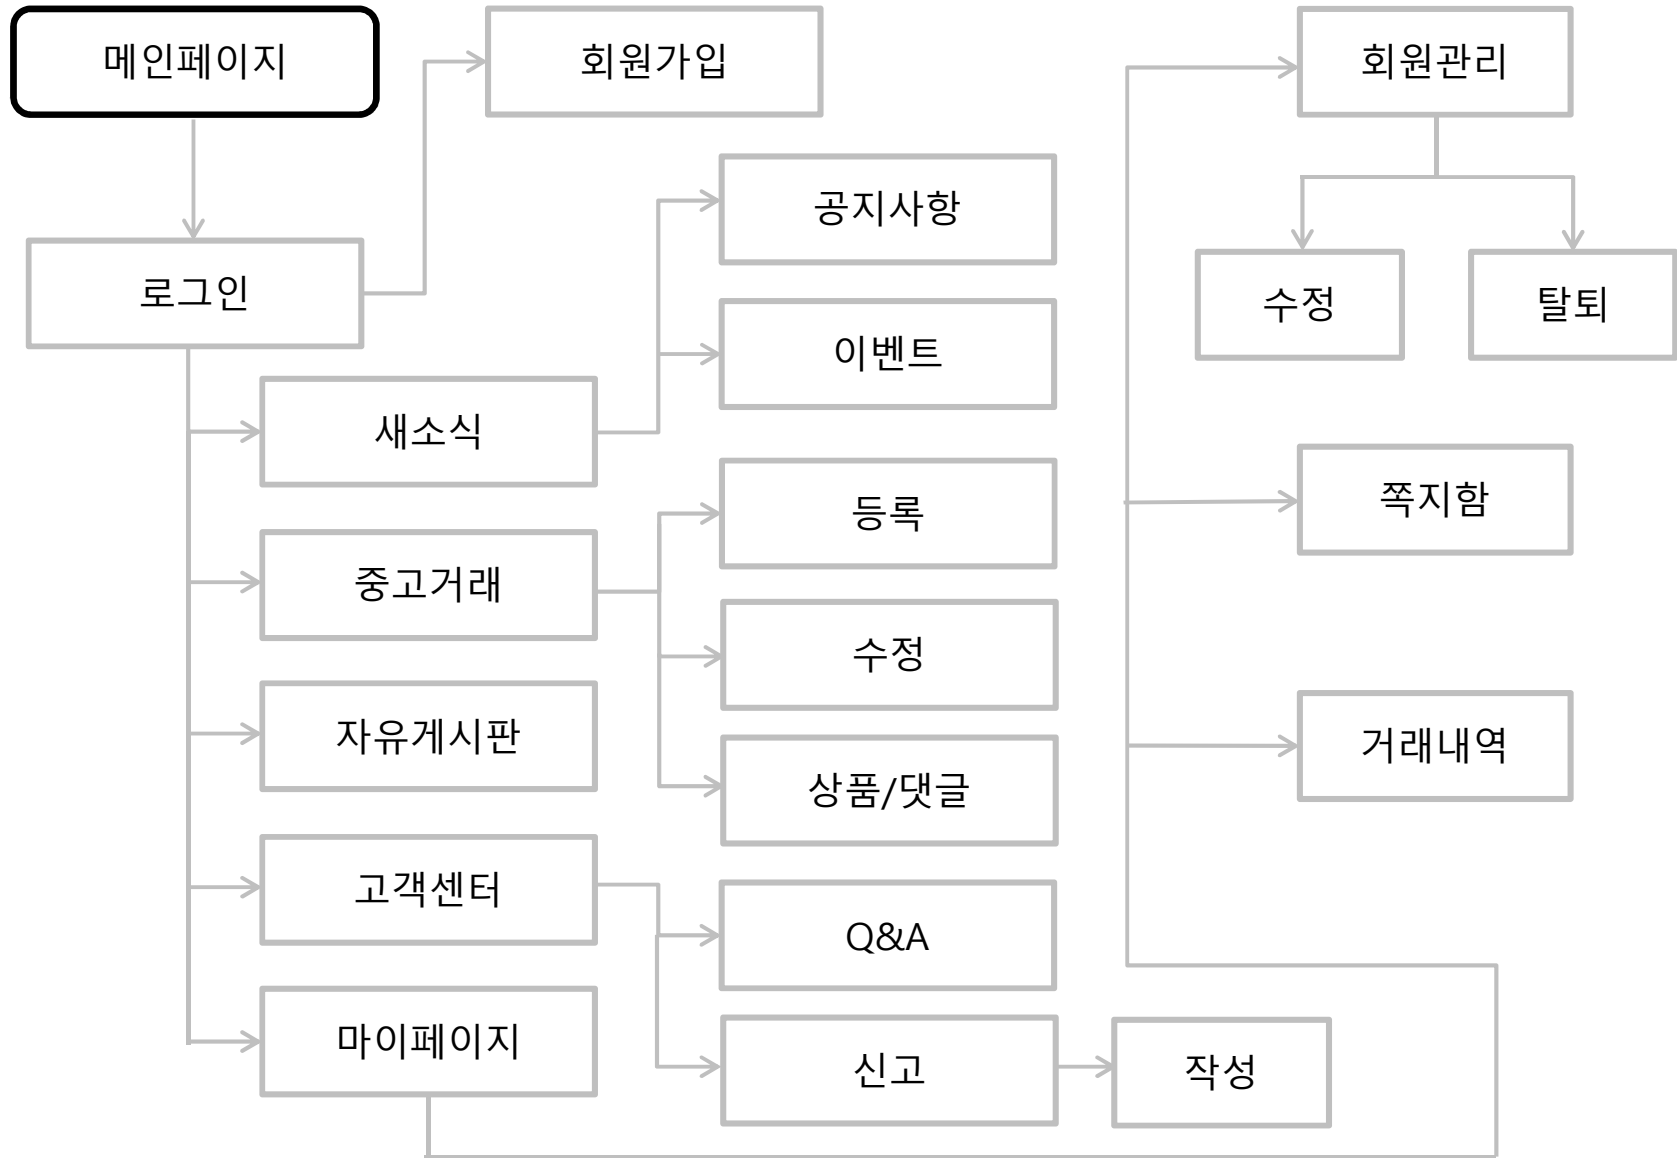 메인페이지
회원가입
회원관리
공지사항
로그인
수정
탈퇴
이벤트
새소식
등록
쪽지함
중고거래
수정
자유게시판
거래내역
상품/댓글
고객센터
Q&A
마이페이지
신고
작성